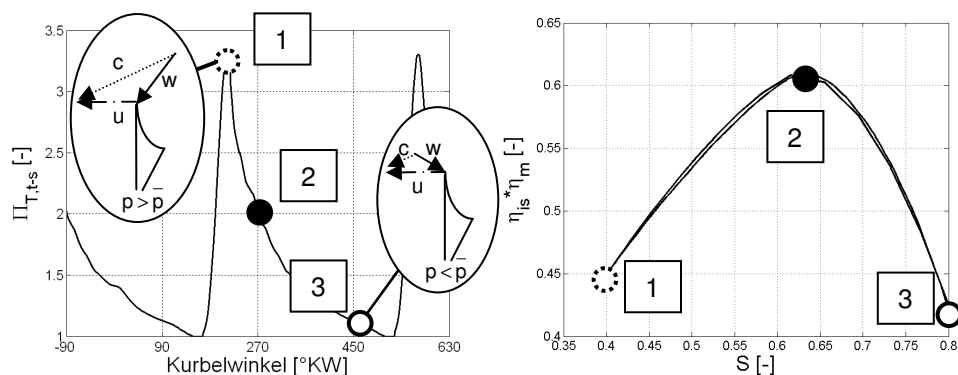 3.5
3
2.5
2
1.5
1
-90
90
270
450
630
Π_T,t-s [-]
Kurbelwinkel [°KW]
1
c
w
u
p > p̅
2
c
w
u
p < p̅
3
0.65
0.6
0.55
0.5
0.45
0.4
0.35
0.4
0.45
0.5
0.55
0.6
0.65
0.7
0.75
0.8
η_is*η_m [-]
S [-]
1
2
3